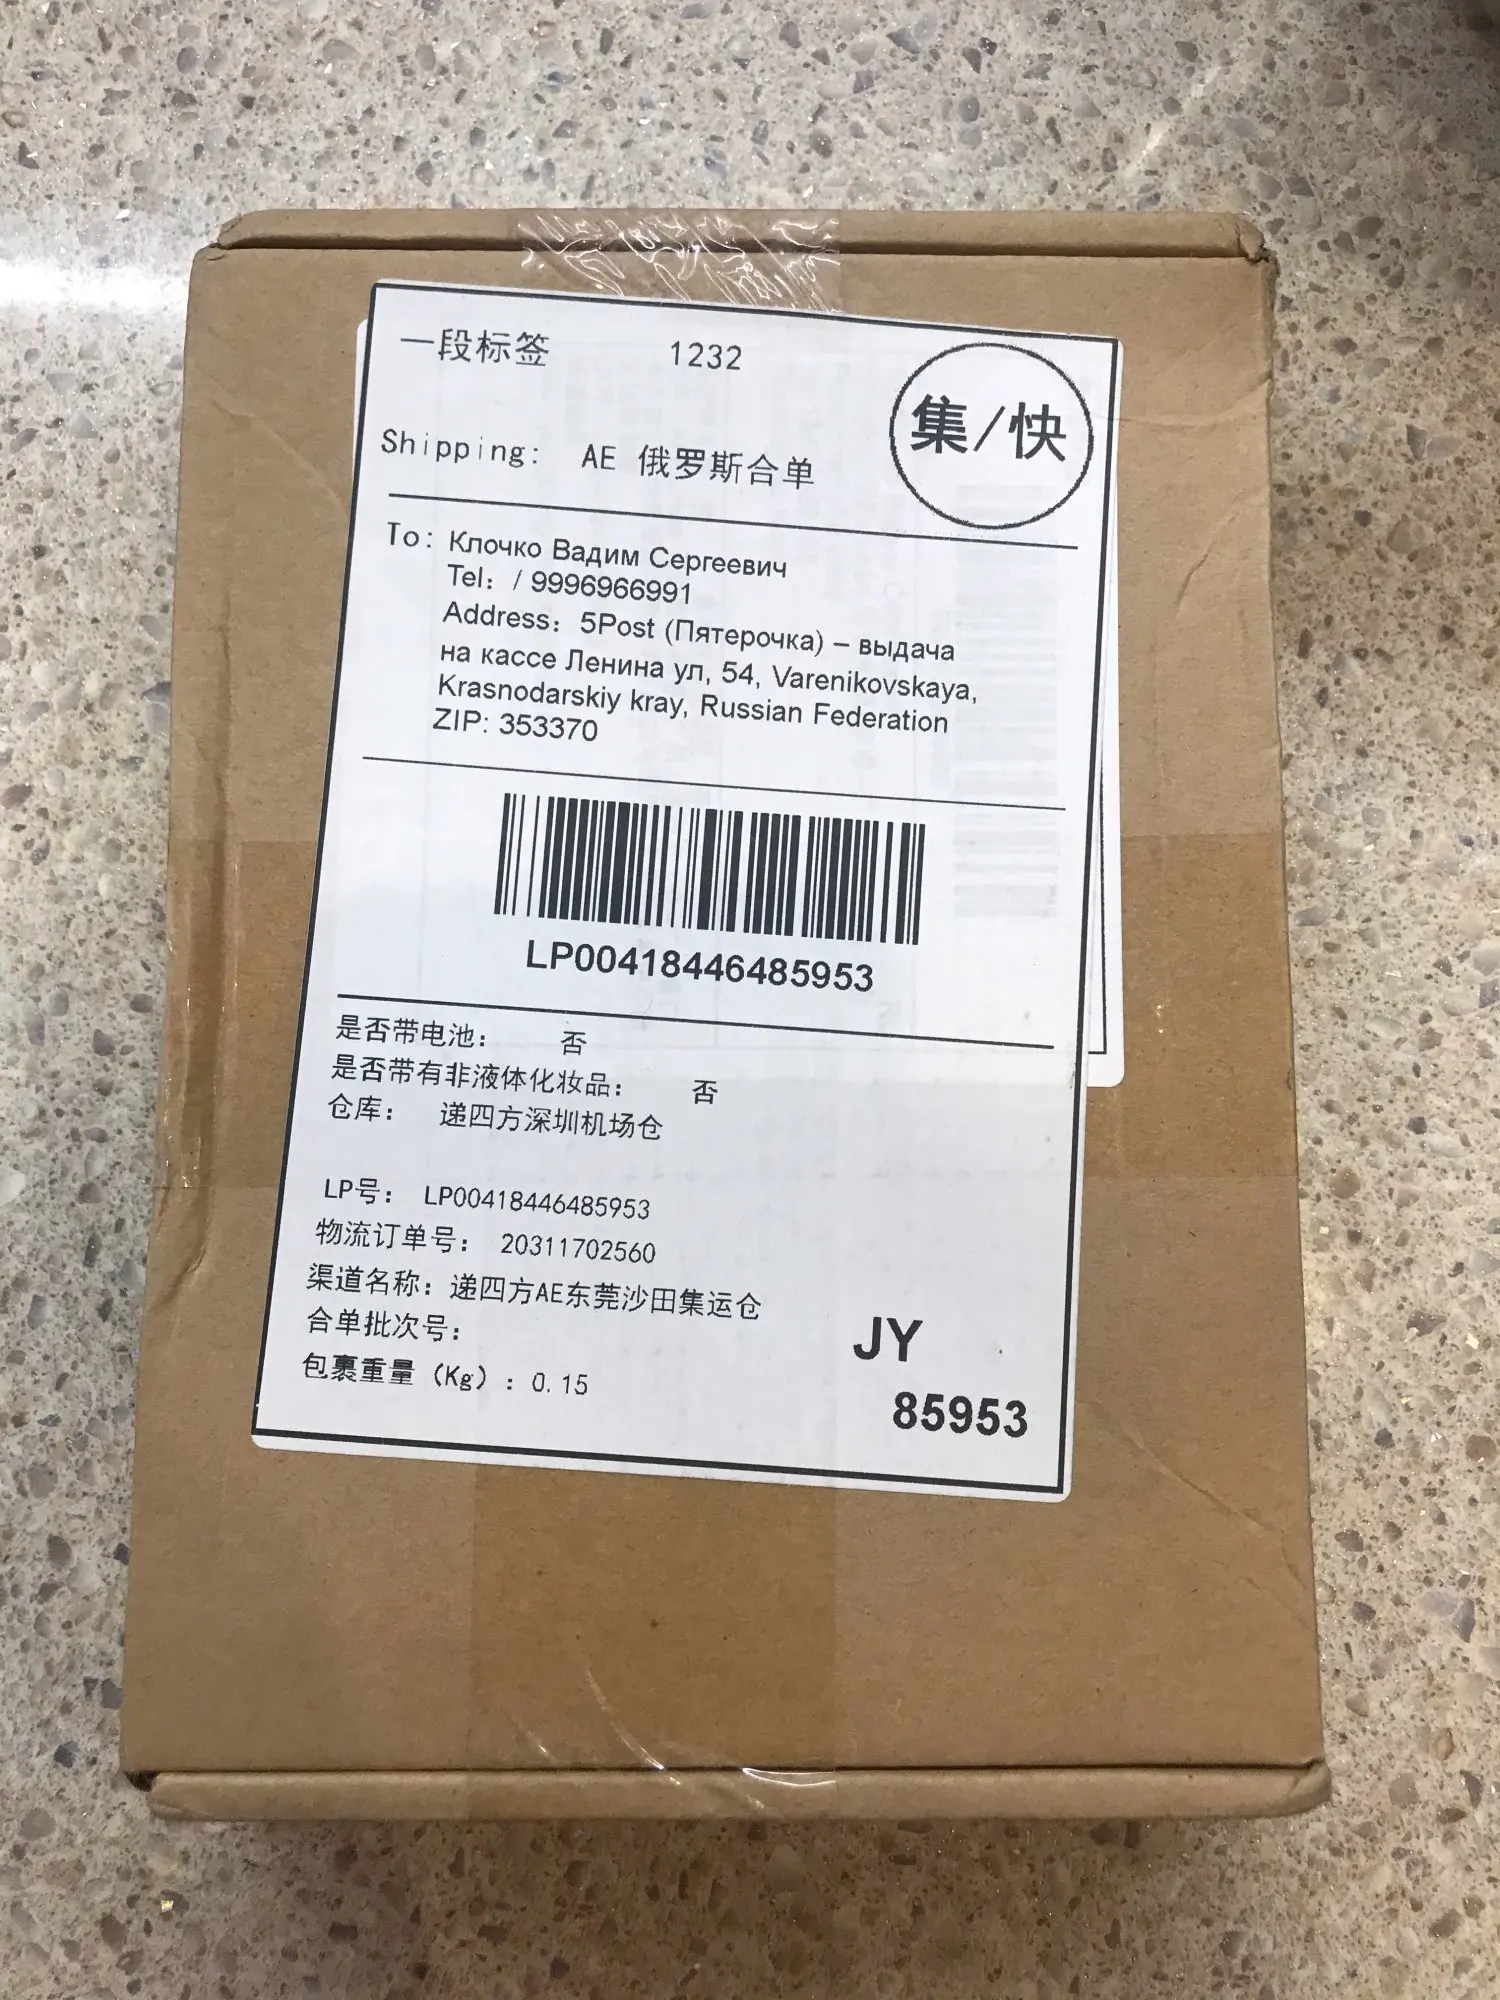 一段标签 1232
集/快
Shipping: AE 俄罗斯合单
To: Клочко Вадим Сергеевич
Tel: / 9996966991
Address: 5Post (Пятерочка) – выдача
на кассе Ленина ул, 54, Varenikovskaya,
Krasnodarskiy kray, Russian Federation
ZIP: 353370
LP00418446485953
是否带电池: 否
是否带有非液体化妆品: 否
仓库: 递四方深圳机场仓
LP号: LP00418446485953
物流订单号: 20311702560
渠道名称: 递四方AE东莞沙田集运仓
合单批次号:
包裹重量 (Kg) : 0.15
JY
85953